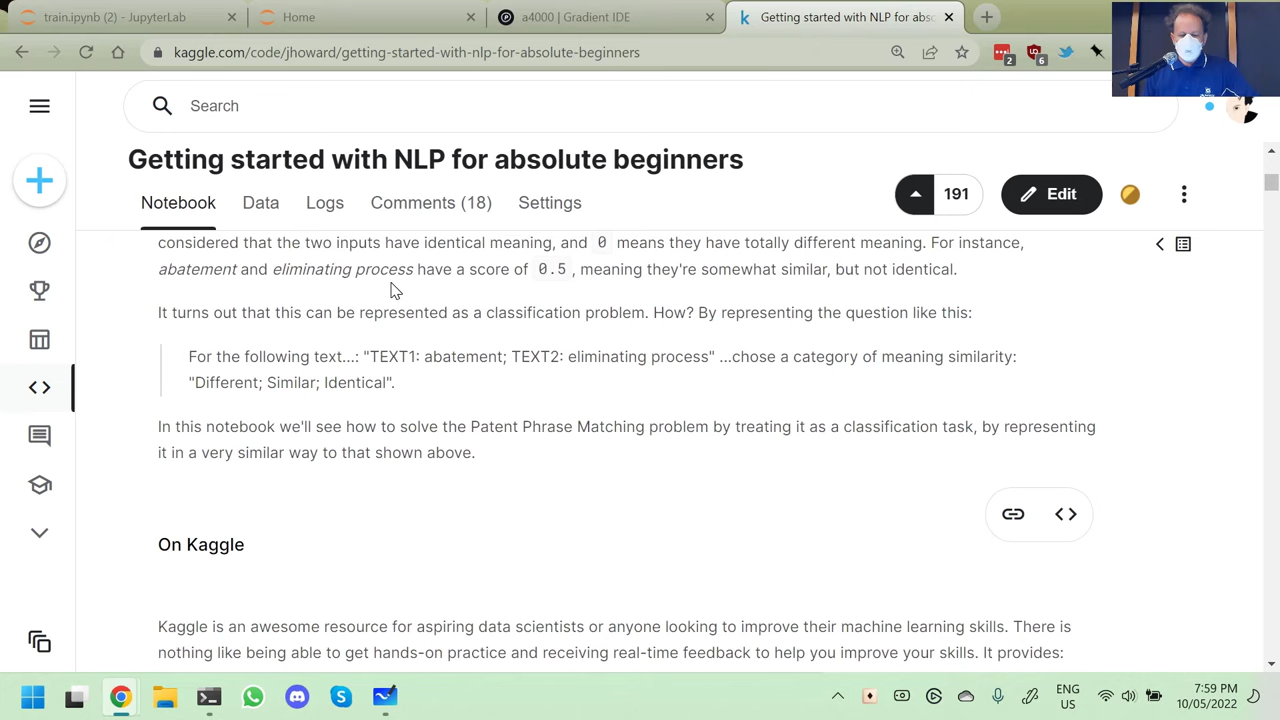 train.ipynb (2) - JupyterLab
Home
a4000 | Gradient IDE
Getting started with NLP for abs
kaggle.com/code/jhoward/getting-started-with-nlp-for-absolute-beginners
2
6
Search
Getting started with NLP for absolute beginners
Notebook
Data
Logs
Comments (18)
Settings
191
Edit
considered that the two inputs have identical meaning, and 0 means they have totally different meaning. For instance,
abatement and eliminating process have a score of 0.5, meaning they're somewhat similar, but not identical.
It turns out that this can be represented as a classification problem. How? By representing the question like this:
For the following text...: "TEXT1: abatement; TEXT2: eliminating process" ...chose a category of meaning similarity:
"Different; Similar; Identical".
In this notebook we'll see how to solve the Patent Phrase Matching problem by treating it as a classification task, by representing
it in a very similar way to that shown above.
On Kaggle
Kaggle is an awesome resource for aspiring data scientists or anyone looking to improve their machine learning skills. There is
nothing like being able to get hands-on practice and receiving real-time feedback to help you improve your skills. It provides:
ENG
US
7:59 PM
10/05/2022